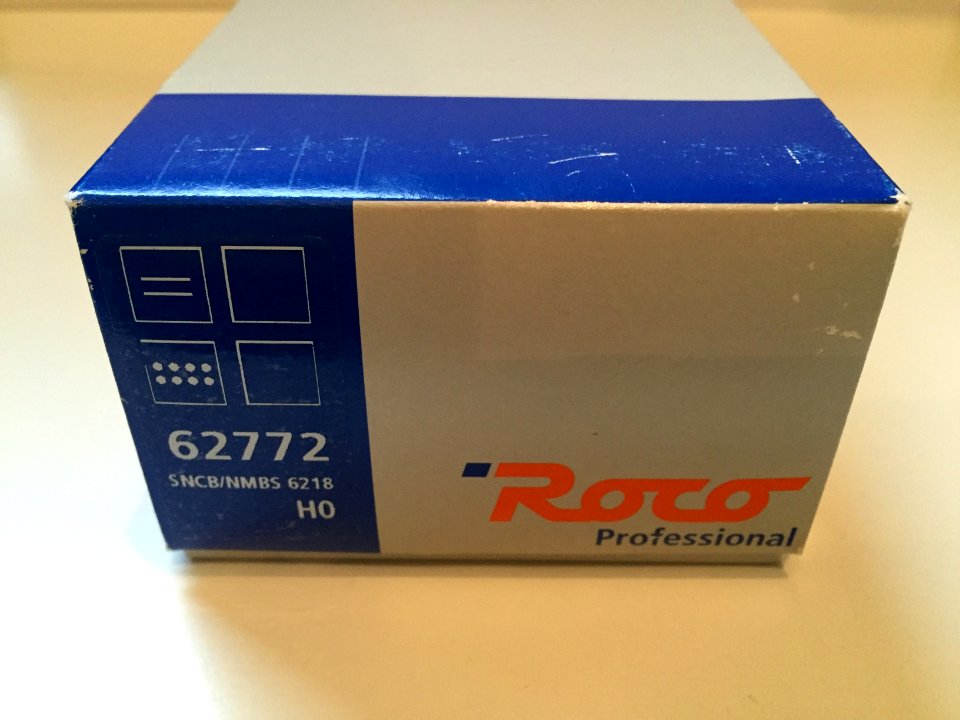 62772
SNCB/NMBS 6218
H0
Roco
Professional